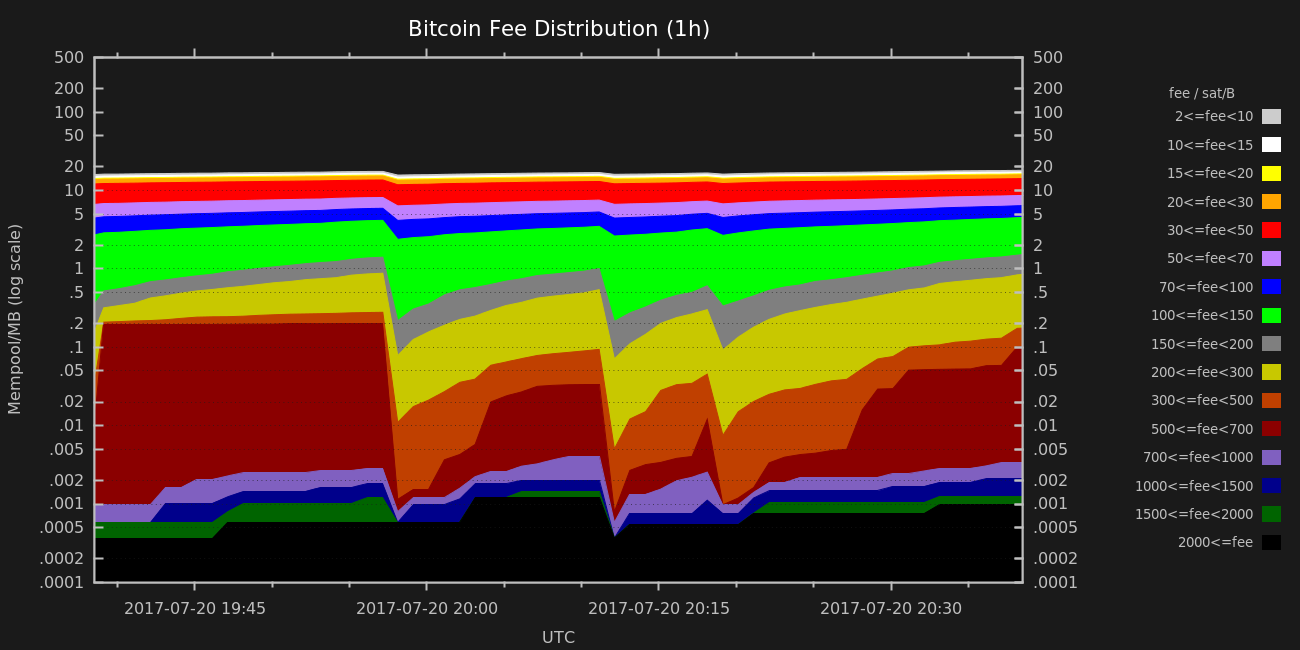 Bitcoin Fee Distribution (1h)
Mempool/MB (log scale)
500
200
100
50
20
10
5
2
1
.5
.2
.1
.05
.02
.01
.005
.002
.001
.0005
.0002
.0001
500
200
100
50
20
10
5
2
1
.5
.2
.1
.05
.02
.01
.005
.002
.001
.0005
.0002
.0001
2017-07-20 19:45
2017-07-20 20:00
2017-07-20 20:15
2017-07-20 20:30
UTC
fee / sat/B
2<=fee<10
10<=fee<15
15<=fee<20
20<=fee<30
30<=fee<50
50<=fee<70
70<=fee<100
100<=fee<150
150<=fee<200
200<=fee<300
300<=fee<500
500<=fee<700
700<=fee<1000
1000<=fee<1500
1500<=fee<2000
2000<=fee